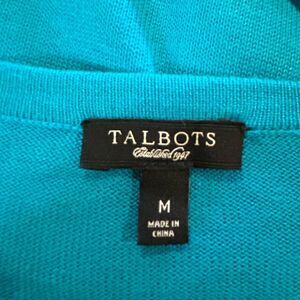 TALBOTS
Established 1947
M
MADE IN
CHINA